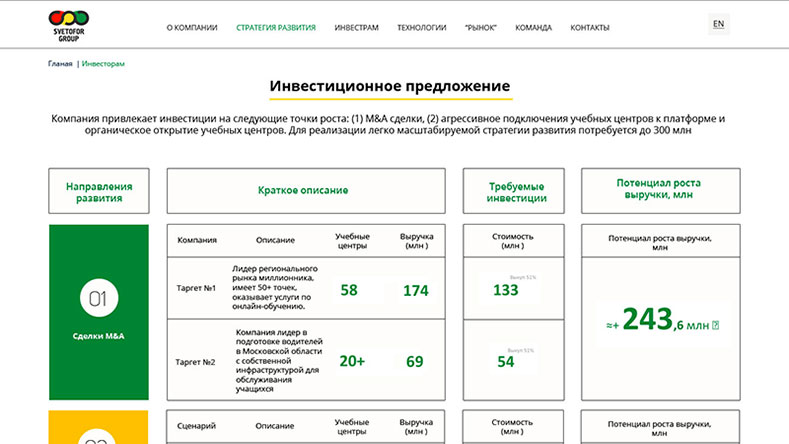 SVETOFOR
GROUP
О КОМПАНИИ СТРАТЕГИЯ РАЗВИТИЯ ИНВЕСТРАМ ТЕХНОЛОГИИ "РЫНОК" КОМАНДА КОНТАКТЫ EN
Гланая | Инвесторам
Инвестиционное предложение
Компания привлекает инвестиции на следующие точки роста: (1) M&A сделки, (2) агрессивное подключения учебных центров к платформе и
органическое открытие учебных центров. Для реализации легко масштабируемой стратегии развития потребуется до 300 млн
Направления
развития
Краткое описание
Требуемые
инвестиции
Потенциал роста
выручки, млн
01
Сделки M&A
Компания
Описание
Учебные
центры
Выручка
(млн )
Стоимость
(млн )
Потенциал роста выручки,
млн
Таргет №1
Лидер регионального
рынка миллионника,
имеет 50+ точек,
оказывает услуги по
онлайн-обучению.
58
174
Выкуп 51%
133
≈+ 243,6 млн
Таргет №2
Компания лидер в
подготовке водителей
в Московской области
с собственной
инфраструктурой для
обслуживания
учащихся
20+
69
Выкуп 51%
54
Сценарий
Описание
Учебные
центры
Выручка
(млн )
Стоимость
(млн )
Потенциал роста выручки,
млн